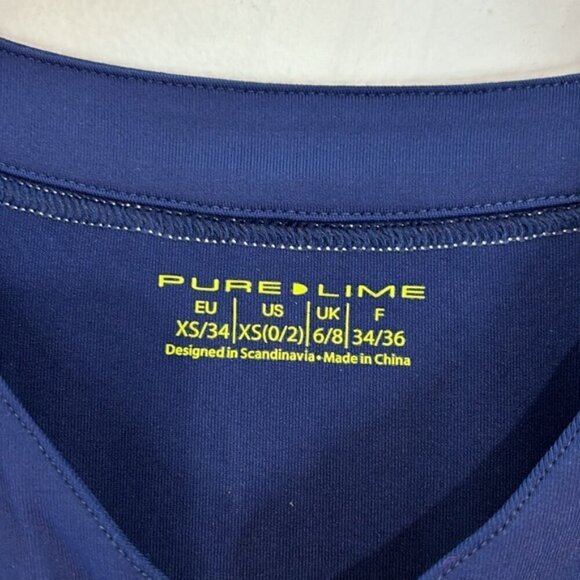 PURE LIME
EU US UK F
XS/34 XS(0/2) 6/8 34/36
Designed in Scandinavia • Made in China